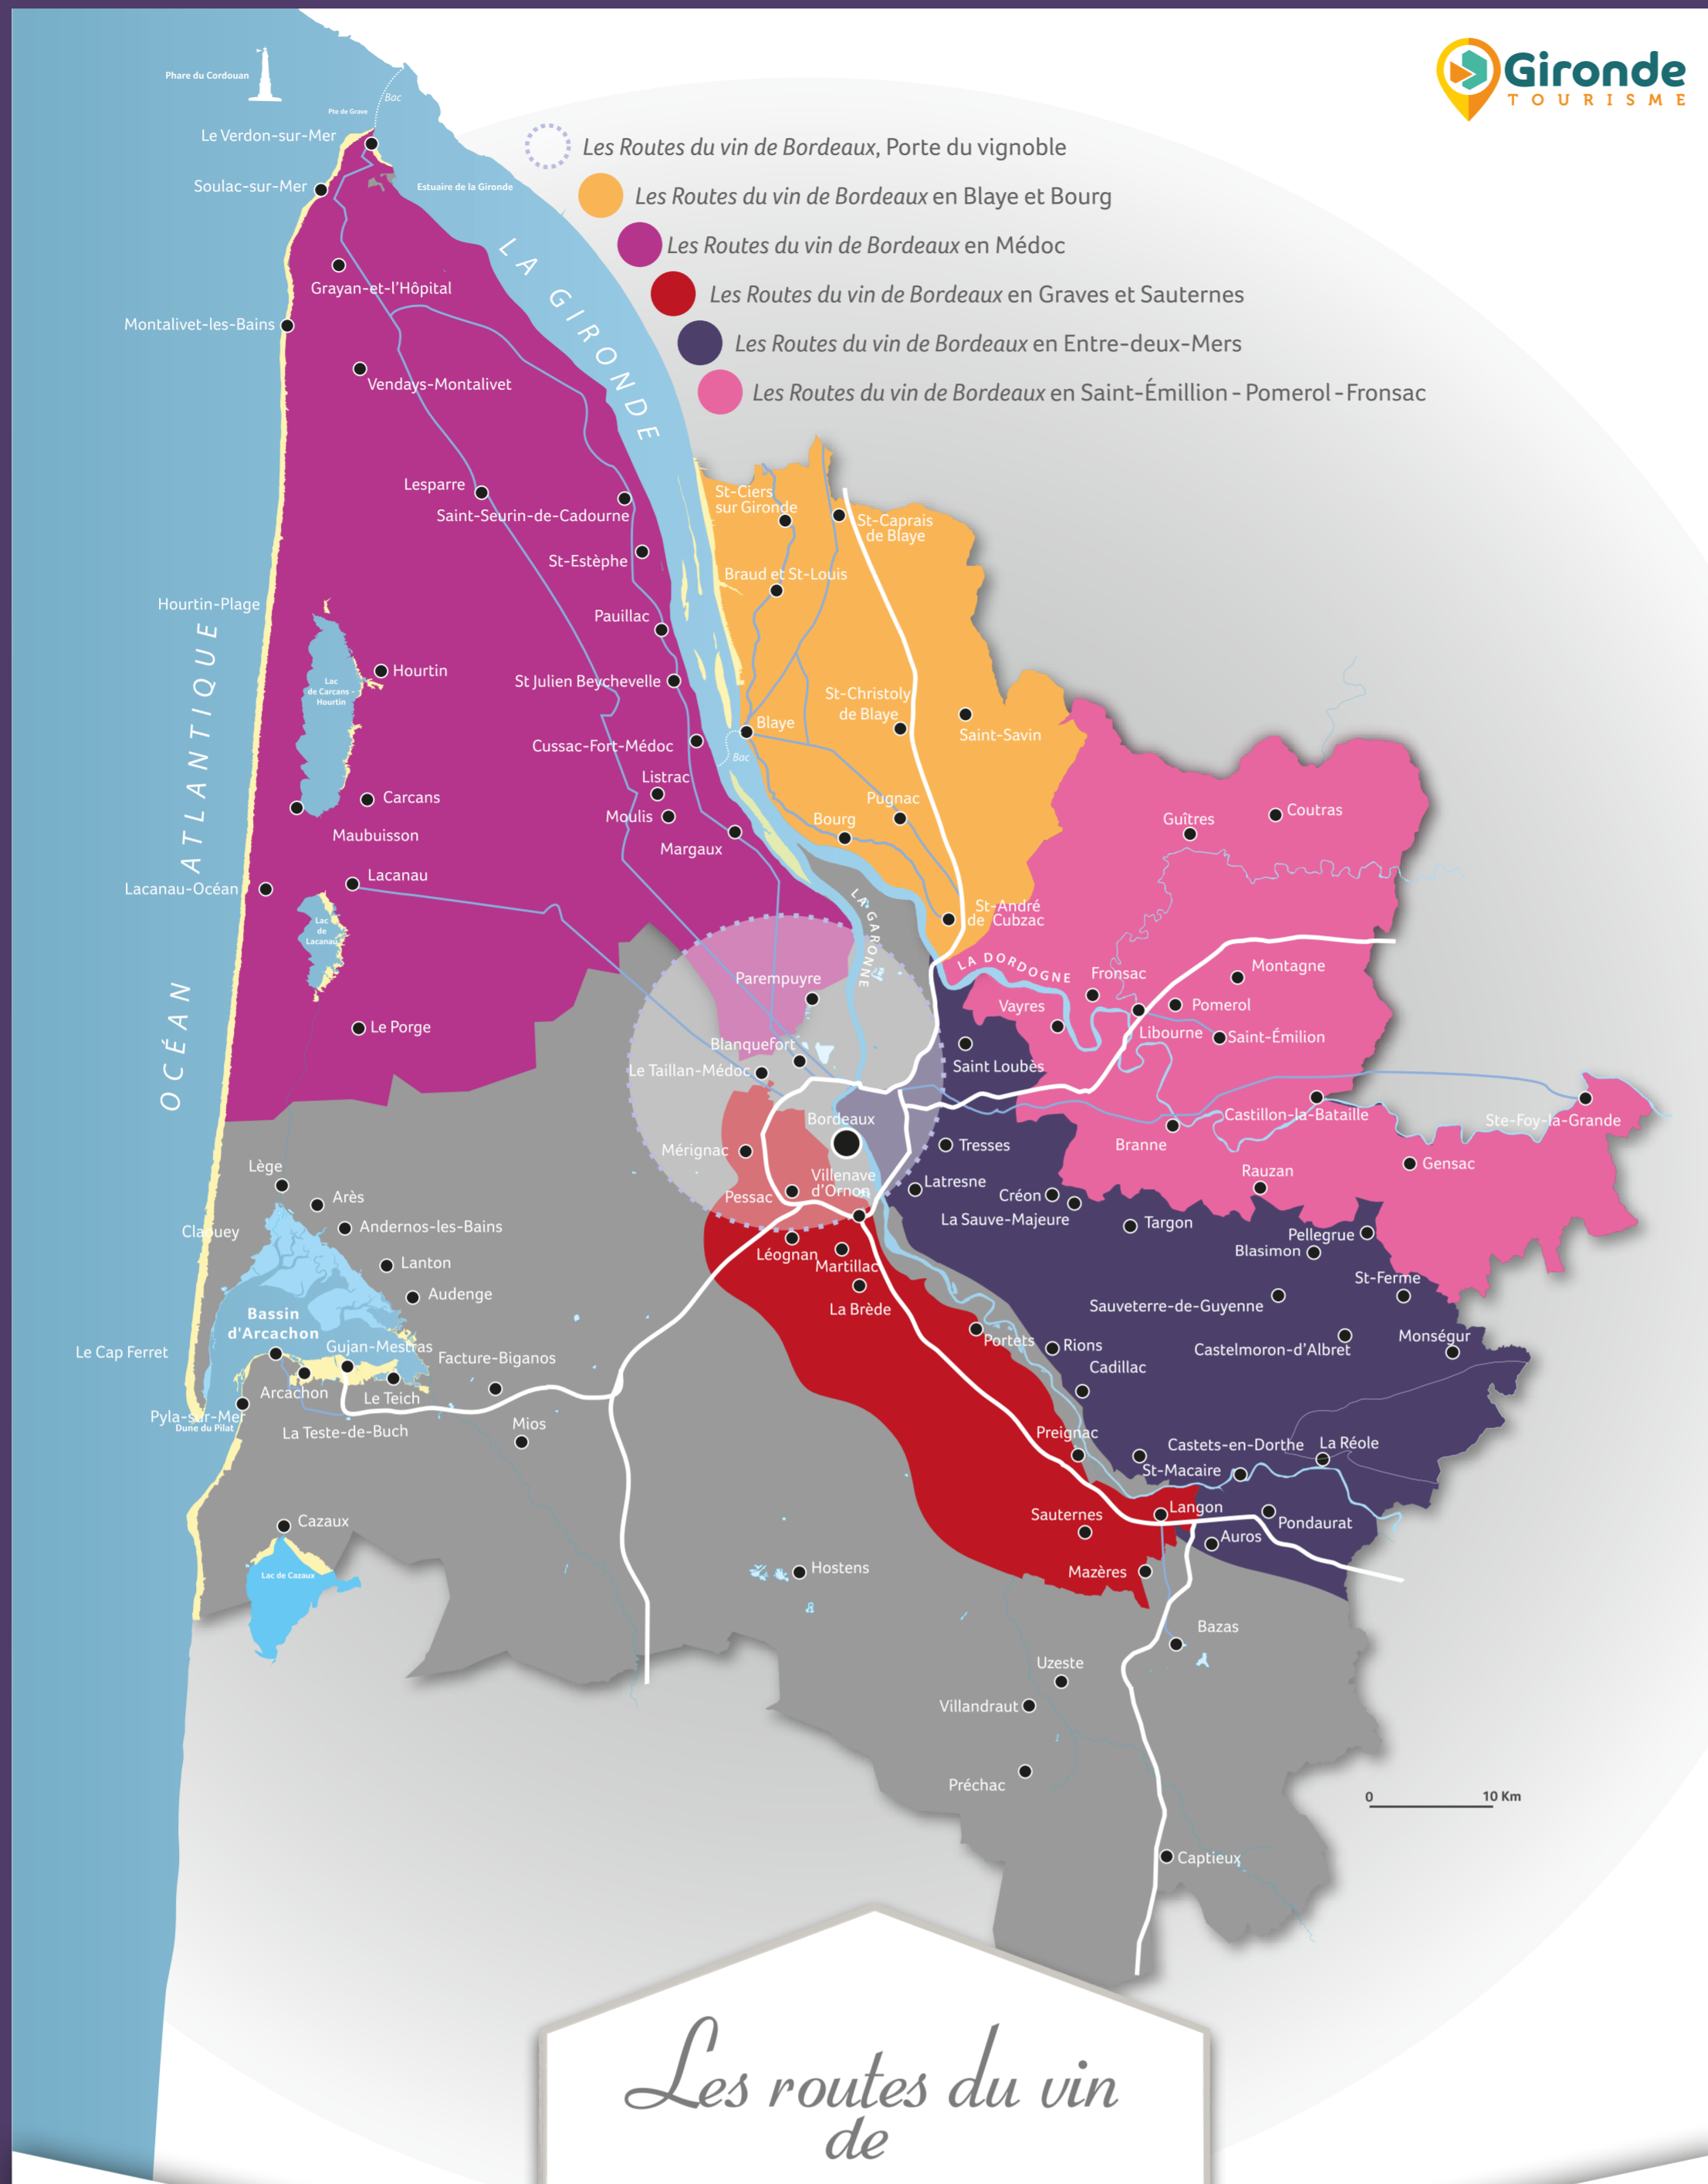 Gironde
TOURISME
Phare du Cordouan
Bac
Pte de Grave
Le Verdon-sur-Mer
Soulac-sur-Mer
Estuaire de la Gironde
Les Routes du vin de Bordeaux, Porte du vignoble
Les Routes du vin de Bordeaux en Blaye et Bourg
Les Routes du vin de Bordeaux en Médoc
Les Routes du vin de Bordeaux en Graves et Sauternes
Les Routes du vin de Bordeaux en Entre-deux-Mers
Les Routes du vin de Bordeaux en Saint-Émillion - Pomerol - Fronsac
LA GIRONDE
Grayan-et-l'Hôpital
Montalivet-les-Bains
Vendays-Montalivet
Lesparre
Saint-Seurin-de-Cadourne
St-Estèphe
Pauillac
St Julien Beychevelle
Cussac-Fort-Médoc
Listrac
Moulis
Margaux
Hourtin-Plage
Hourtin
Lac
de Carcans -
Hourtin
Carcans
Maubuisson
Lacanau-Océan
Lacanau
Lac
de
Lacanau
Le Porge
OCÉAN ATLANTIQUE
St-Ciers
sur Gironde
St-Caprais
de Blaye
Braud et St-Louis
St-Christoly
de Blaye
Saint-Savin
Blaye
Bac
Pugnac
Bourg
St-André
de Cubzac
LA GARONNE
LA DORDOGNE
Guîtres
Coutras
Fronsac
Montagne
Vayres
Pomerol
Libourne
Saint-Émilion
Saint Loubès
Castillon-la-Bataille
Ste-Foy-la-Grande
Branne
Rauzan
Gensac
Parempuyre
Blanquefort
Le Taillan-Médoc
Bordeaux
Mérignac
Pessac
Villenave
d'Ornon
Tresses
Latresne
Créon
La Sauve-Majeure
Targon
Pellegrue
Blasimon
St-Ferme
Sauveterre-de-Guyenne
Castelmoron-d'Albret
Monségur
Léognan
Martillac
La Brède
Portets
Rions
Cadillac
Preignac
Castets-en-Dorthe
La Réole
St-Macaire
Sauternes
Langon
Pondaurat
Auros
Mazères
Lège
Arès
Claouey
Andernos-les-Bains
Lanton
Audenge
Bassin
d'Arcachon
Le Cap Ferret
Gujan-Mestras
Facture-Biganos
Arcachon
Le Teich
Pyla-sur-Mer
Dune du Pilat
La Teste-de-Buch
Mios
Cazaux
Lac de Cazaux
Hostens
Bazas
Uzeste
Villandraut
Préchac
Captieux
0 10 Km
Les routes du vin
de